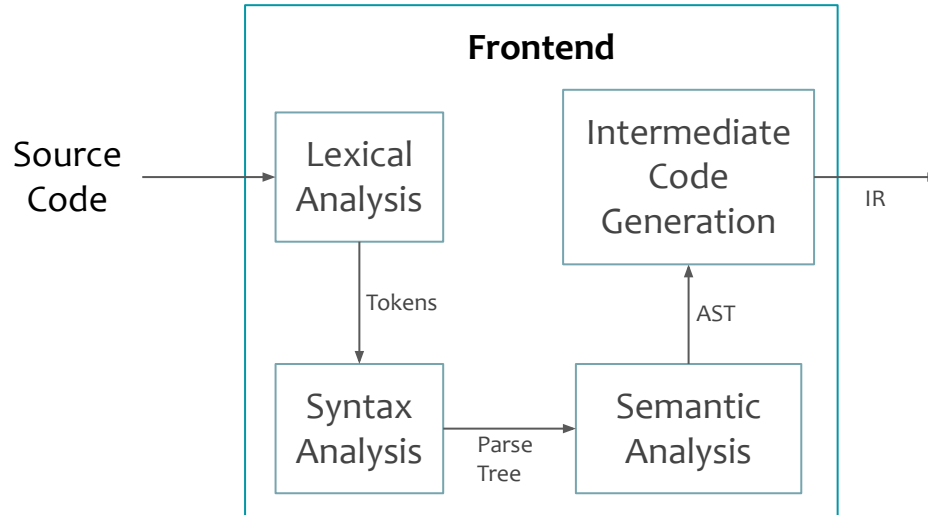 Frontend
Source
Code
Lexical
Analysis
Intermediate
Code
Generation
IR
Tokens
AST
Syntax
Analysis
Parse
Tree
Semantic
Analysis